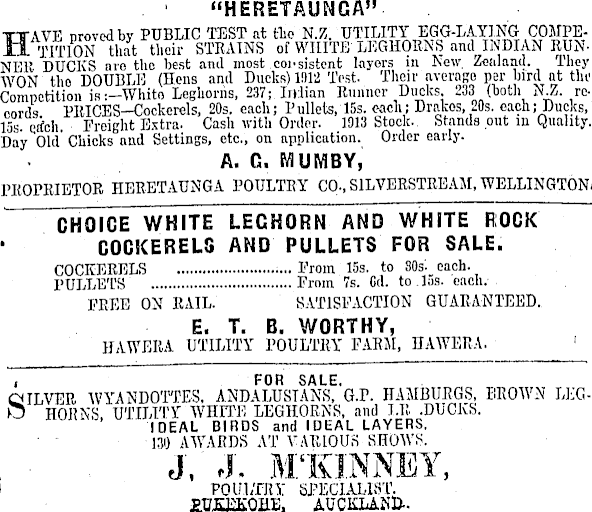 "HERETAUNGA"
HAVE proved by PUBLIC TEST at the N.Z. UTILITY EGG-LAYING COMPE-
TITION that their STRAINS of WHITE LEGHORNS and INDIAN RUN-
NER DUCKS are the best and most consistent layers in New Zealand. They
WON the DOUBLE (Hens and Ducks) 1912 Test. Their average per bird at the
Competition is:—White Leghorns, 237; Indian Runner Ducks, 233 (both N.Z. re-
cords. PRICES—Cockerels, 20s. each; Pullets, 15s. each; Drakes, 20s. each; Ducks,
15s. each. Freight Extra. Cash with Order. 1913 Stock. Stands out in Quality.
Day Old Chicks and Settings, etc., on application. Order early.
A. C. MUMBY,
PROPRIETOR HERETAUNGA POULTRY CO., SILVERSTREAM, WELLINGTON.
CHOICE WHITE LEGHORN AND WHITE ROCK
COCKERELS AND PULLETS FOR SALE.
COCKERELS .......................... From 15s. to 30s. each.
PULLETS ................................ From 7s. 6d. to 15s. each.
FREE ON RAIL. SATISFACTION GUARANTEED.
E. T. B. WORTHY,
HAWERA UTILITY POULTRY FARM, HAWERA.
FOR SALE.
SILVER WYANDOTTES, ANDALUSIANS, G.P. HAMBURGS, BROWN LEG-
HORNS, UTILITY WHITE LEGHORNS, and I.R. DUCKS.
IDEAL BIRDS and IDEAL LAYERS.
130 AWARDS AT VARIOUS SHOWS.
J. J. M'KINNEY,
POULTRY SPECIALIST.
PUKEKOHE, AUCKLAND.